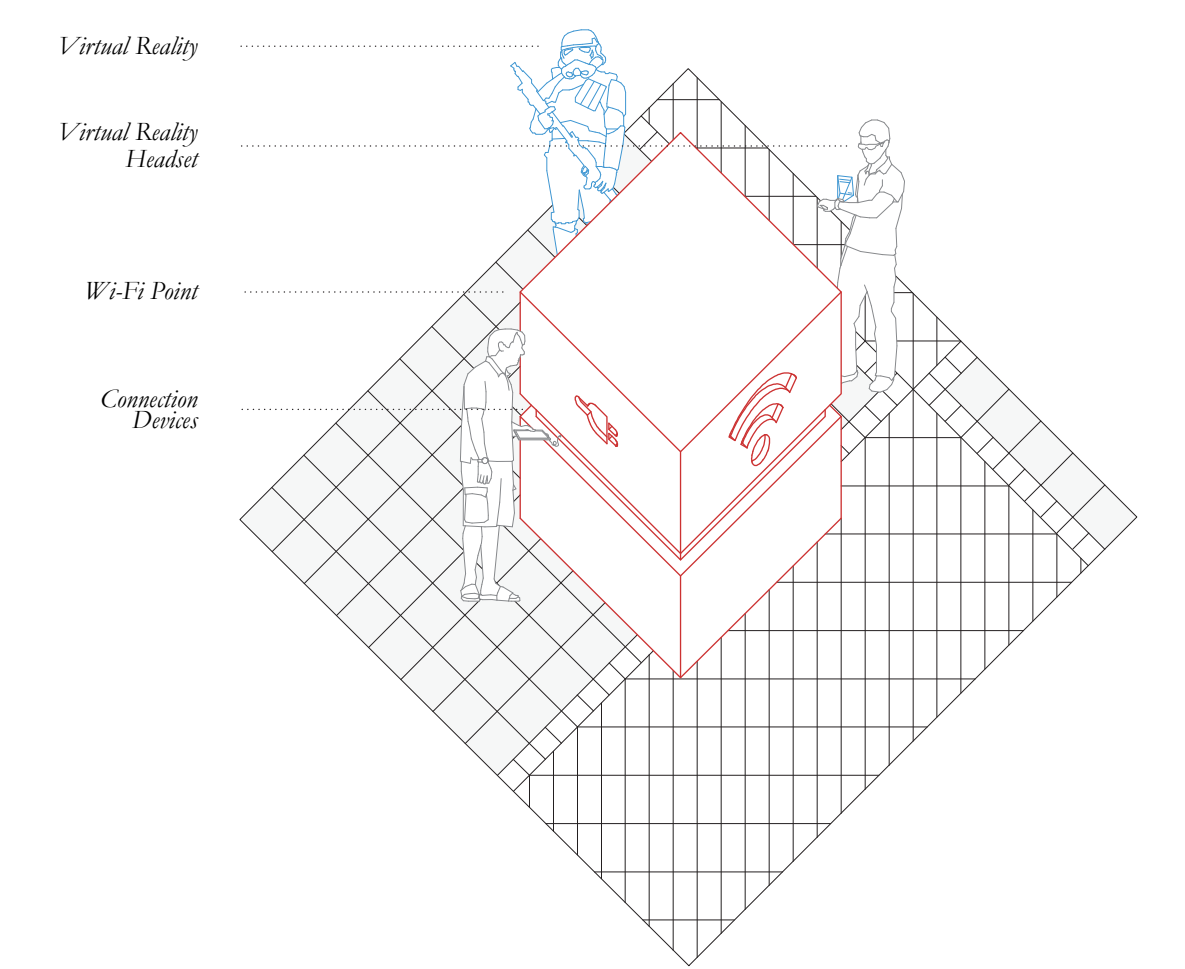 Virtual Reality
Virtual Reality
Headset
Wi-Fi Point
Connection
Devices